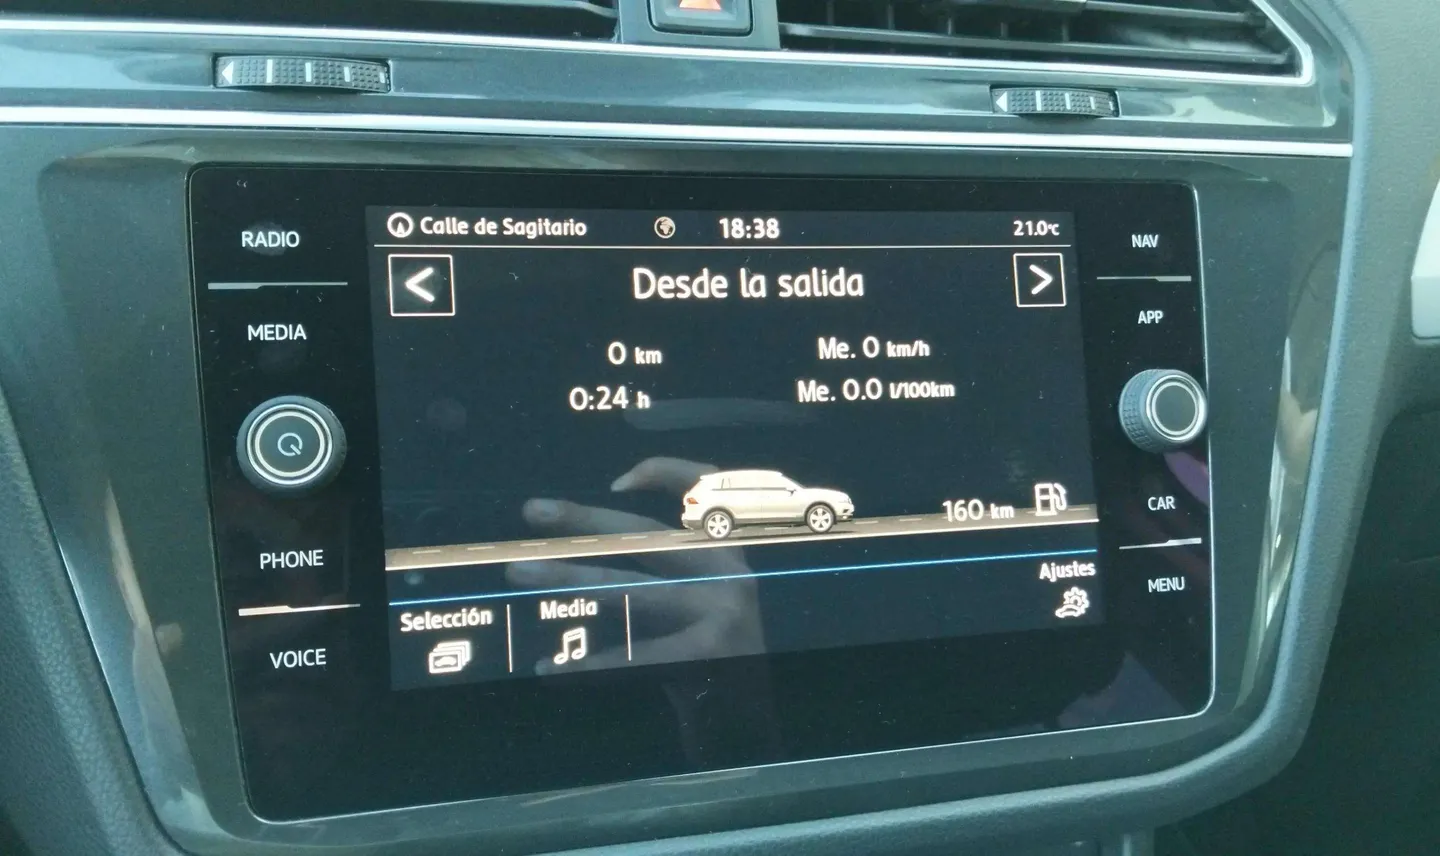 RADIO
MEDIA
PHONE
VOICE
Calle de Sagitario 18:38 21.0°C
< Desde la salida >
0 km Me. 0 km/h
0:24 h Me. 0.0 l/100km
160 km
Selección Media Ajustes
NAV
APP
CAR
MENU